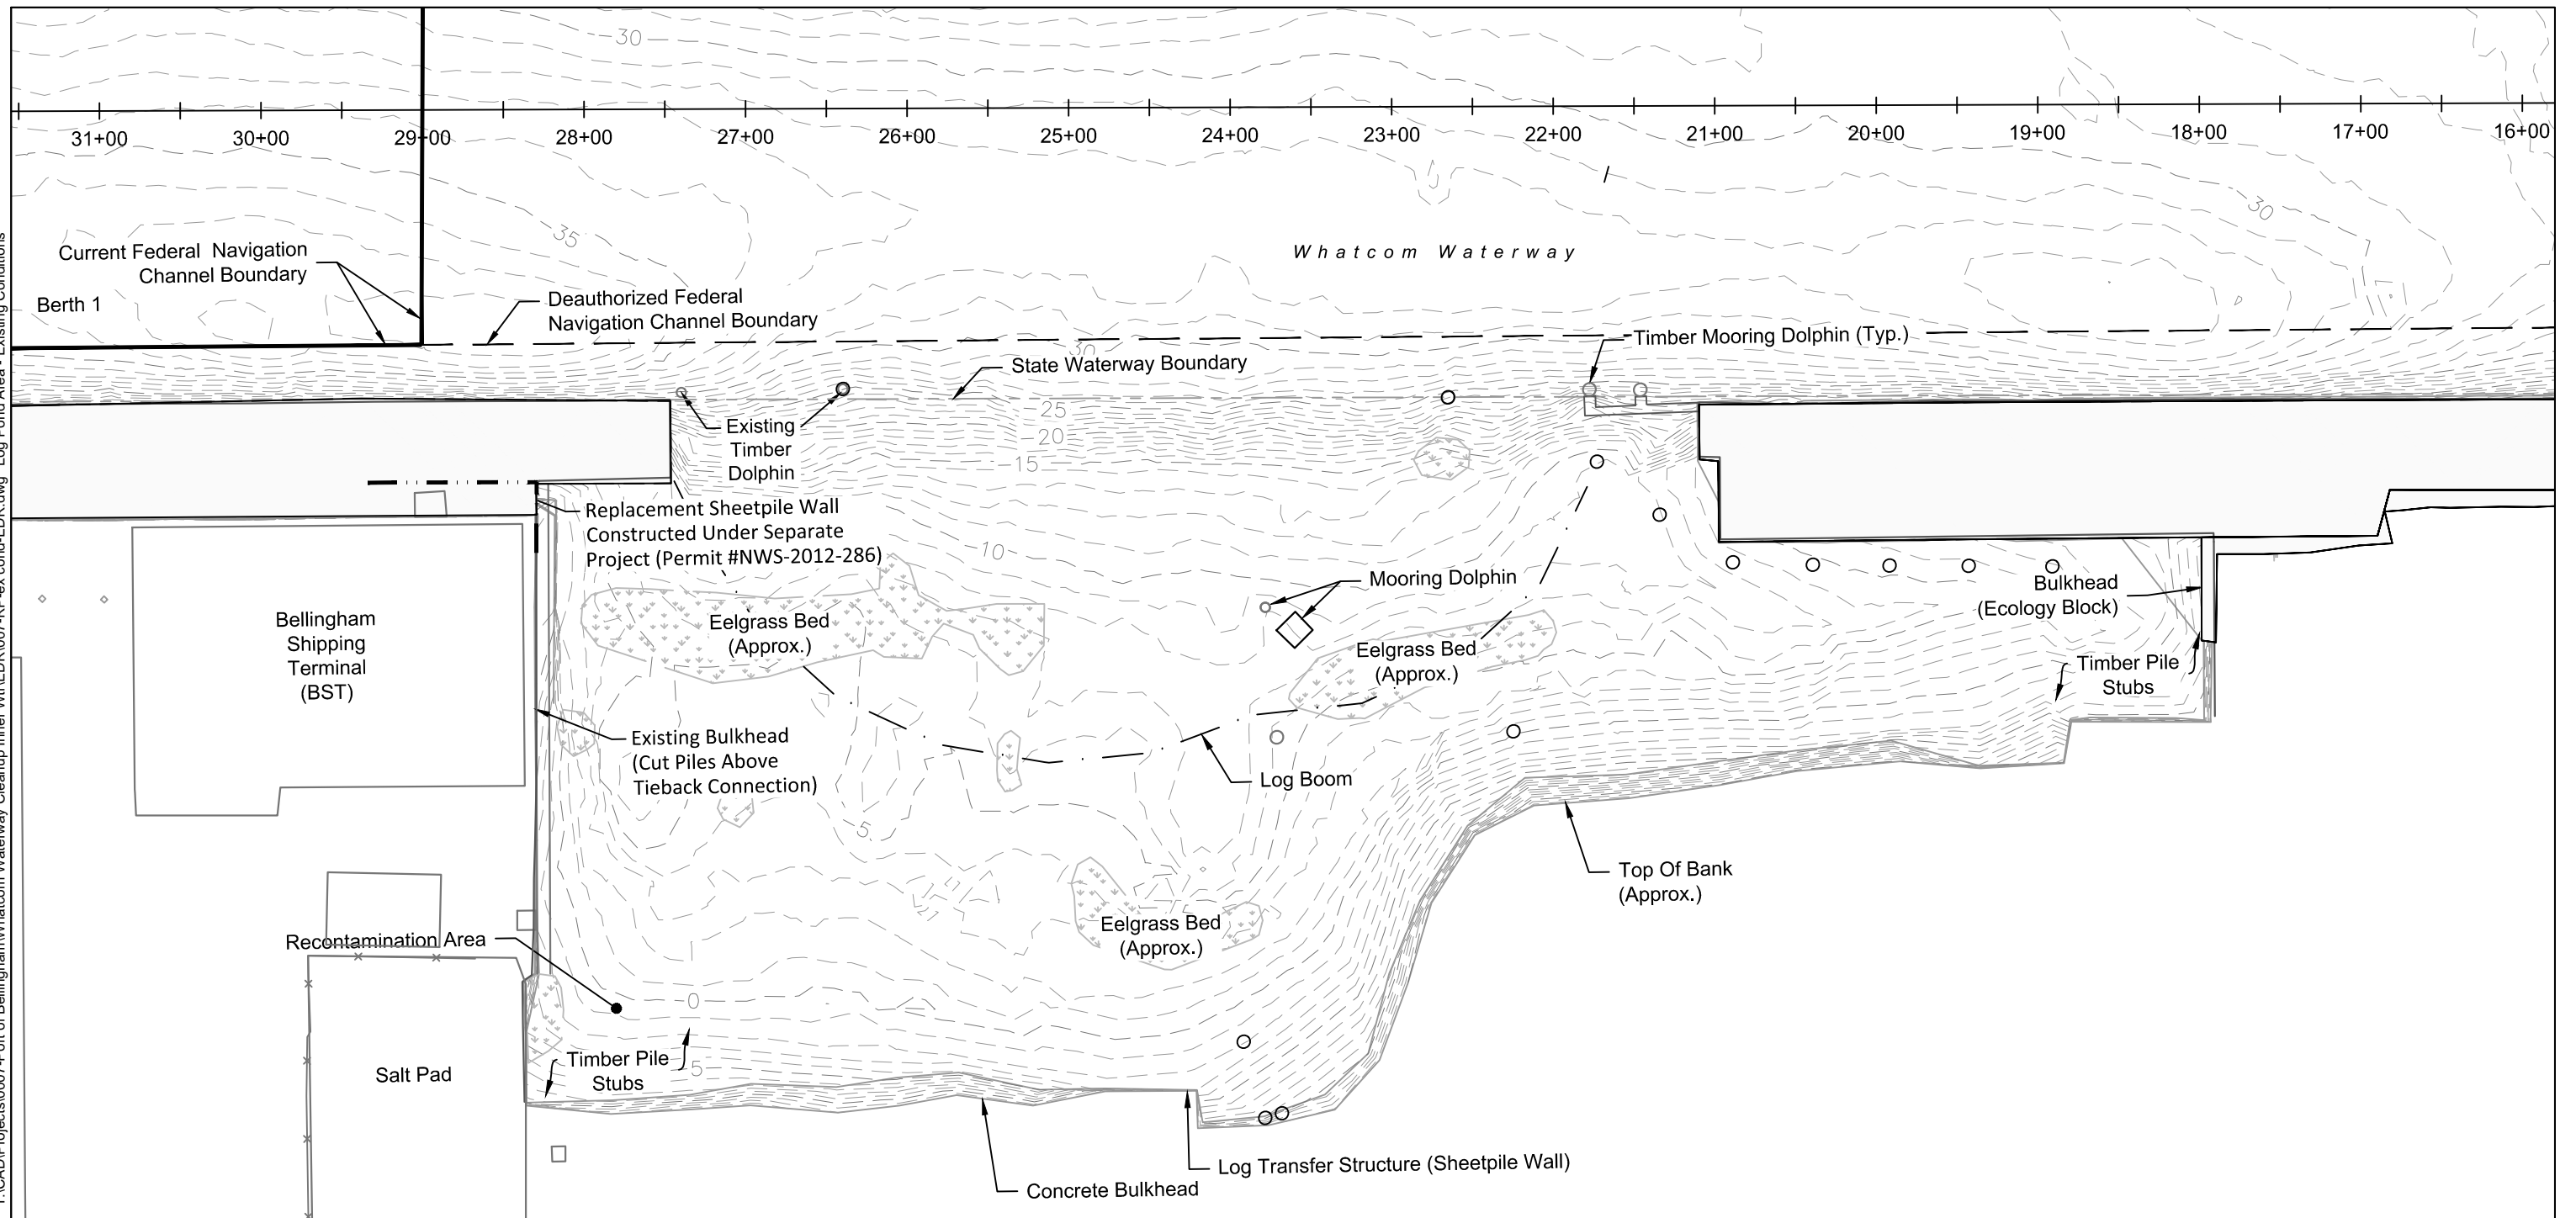 30
31+00 30+00 29+00 28+00 27+00 26+00 25+00 24+00 23+00 22+00 21+00 20+00 19+00 18+00 17+00 16+00
30
35
Current Federal Navigation
Channel Boundary
Whatcom Waterway
Berth 1
Deauthorized Federal
Navigation Channel Boundary
Timber Mooring Dolphin (Typ.)
30
State Waterway Boundary
25
20
15
10
Existing
Timber
Dolphin
Replacement Sheetpile Wall
Constructed Under Separate
Project (Permit #NWS-2012-286)
Mooring Dolphin
Bulkhead
(Ecology Block)
Bellingham
Shipping
Terminal
(BST)
Eelgrass Bed
(Approx.)
Eelgrass Bed
(Approx.)
Timber Pile
Stubs
Existing Bulkhead
(Cut Piles Above
Tieback Connection)
Log Boom
5
Top Of Bank
(Approx.)
Eelgrass Bed
(Approx.)
Recontamination Area
0
Timber Pile
Stubs
5
Salt Pad
Log Transfer Structure (Sheetpile Wall)
Concrete Bulkhead